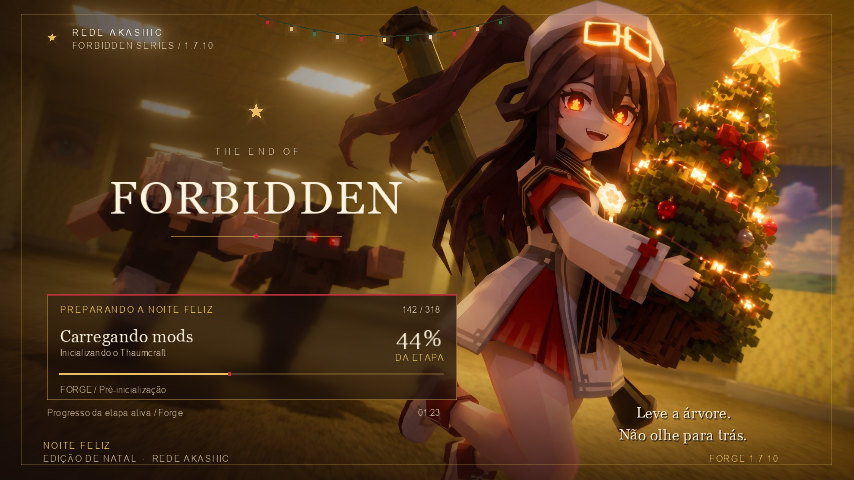 REDE AKASHIC
FORBIDDEN SERIES / 1.7.10
THE END OF
FORBIDDEN
PREPARANDO A NOITE FELIZ
142 / 318
Carregando mods
44%
Inicializando o Thaumcraft
DA ETAPA
FORGE / Pré-inicialização
Progresso da etapa ativa / Forge
01:23
Leve a árvore.
Não olhe para trás.
NOITE FELIZ
EDIÇÃO DE NATAL · REDE AKASHIC
FORGE 1.7.10